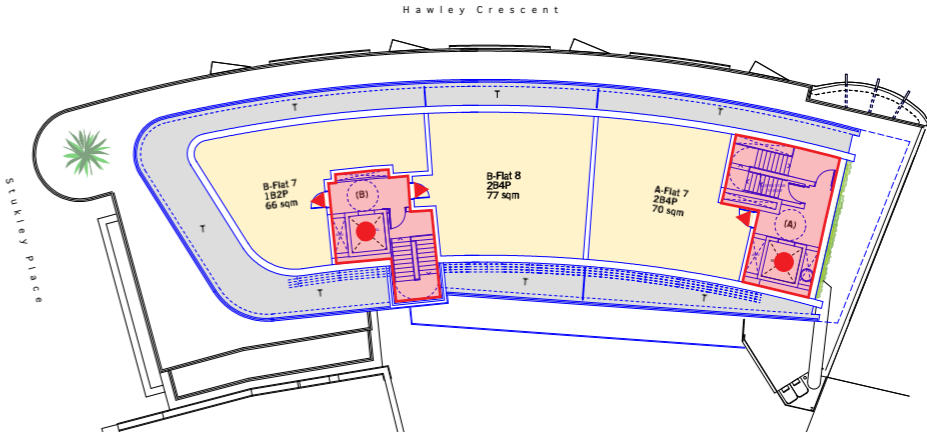 Hawley Crescent
T
T
T
B-Flat 7
1B2P
66 sqm
(B)
B-Flat 8
2B4P
77 sqm
A-Flat 7
2B4P
70 sqm
(A)
Stukley Place
T
T
T
T